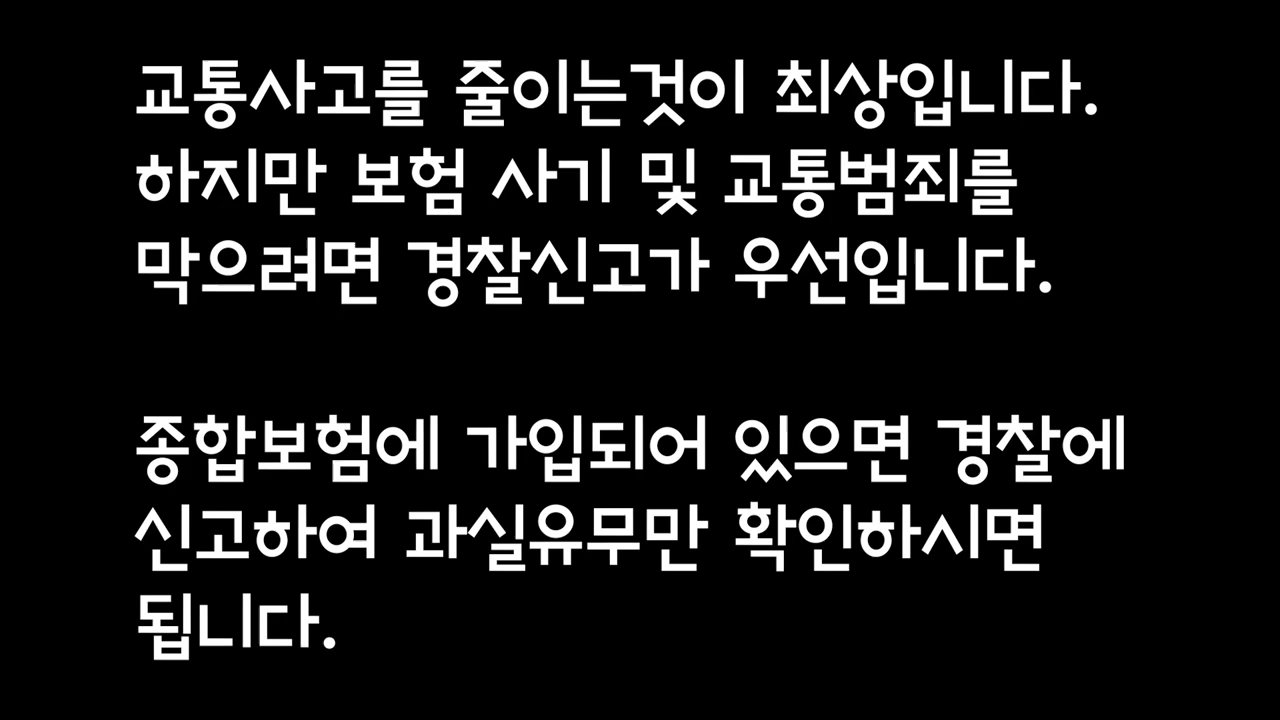 교통사고를 줄이는것이 최상입니다.
하지만 보험 사기 및 교통범죄를
막으려면 경찰신고가 우선입니다.
종합보험에 가입되어 있으면 경찰에
신고하여 과실유무만 확인하시면
됩니다.